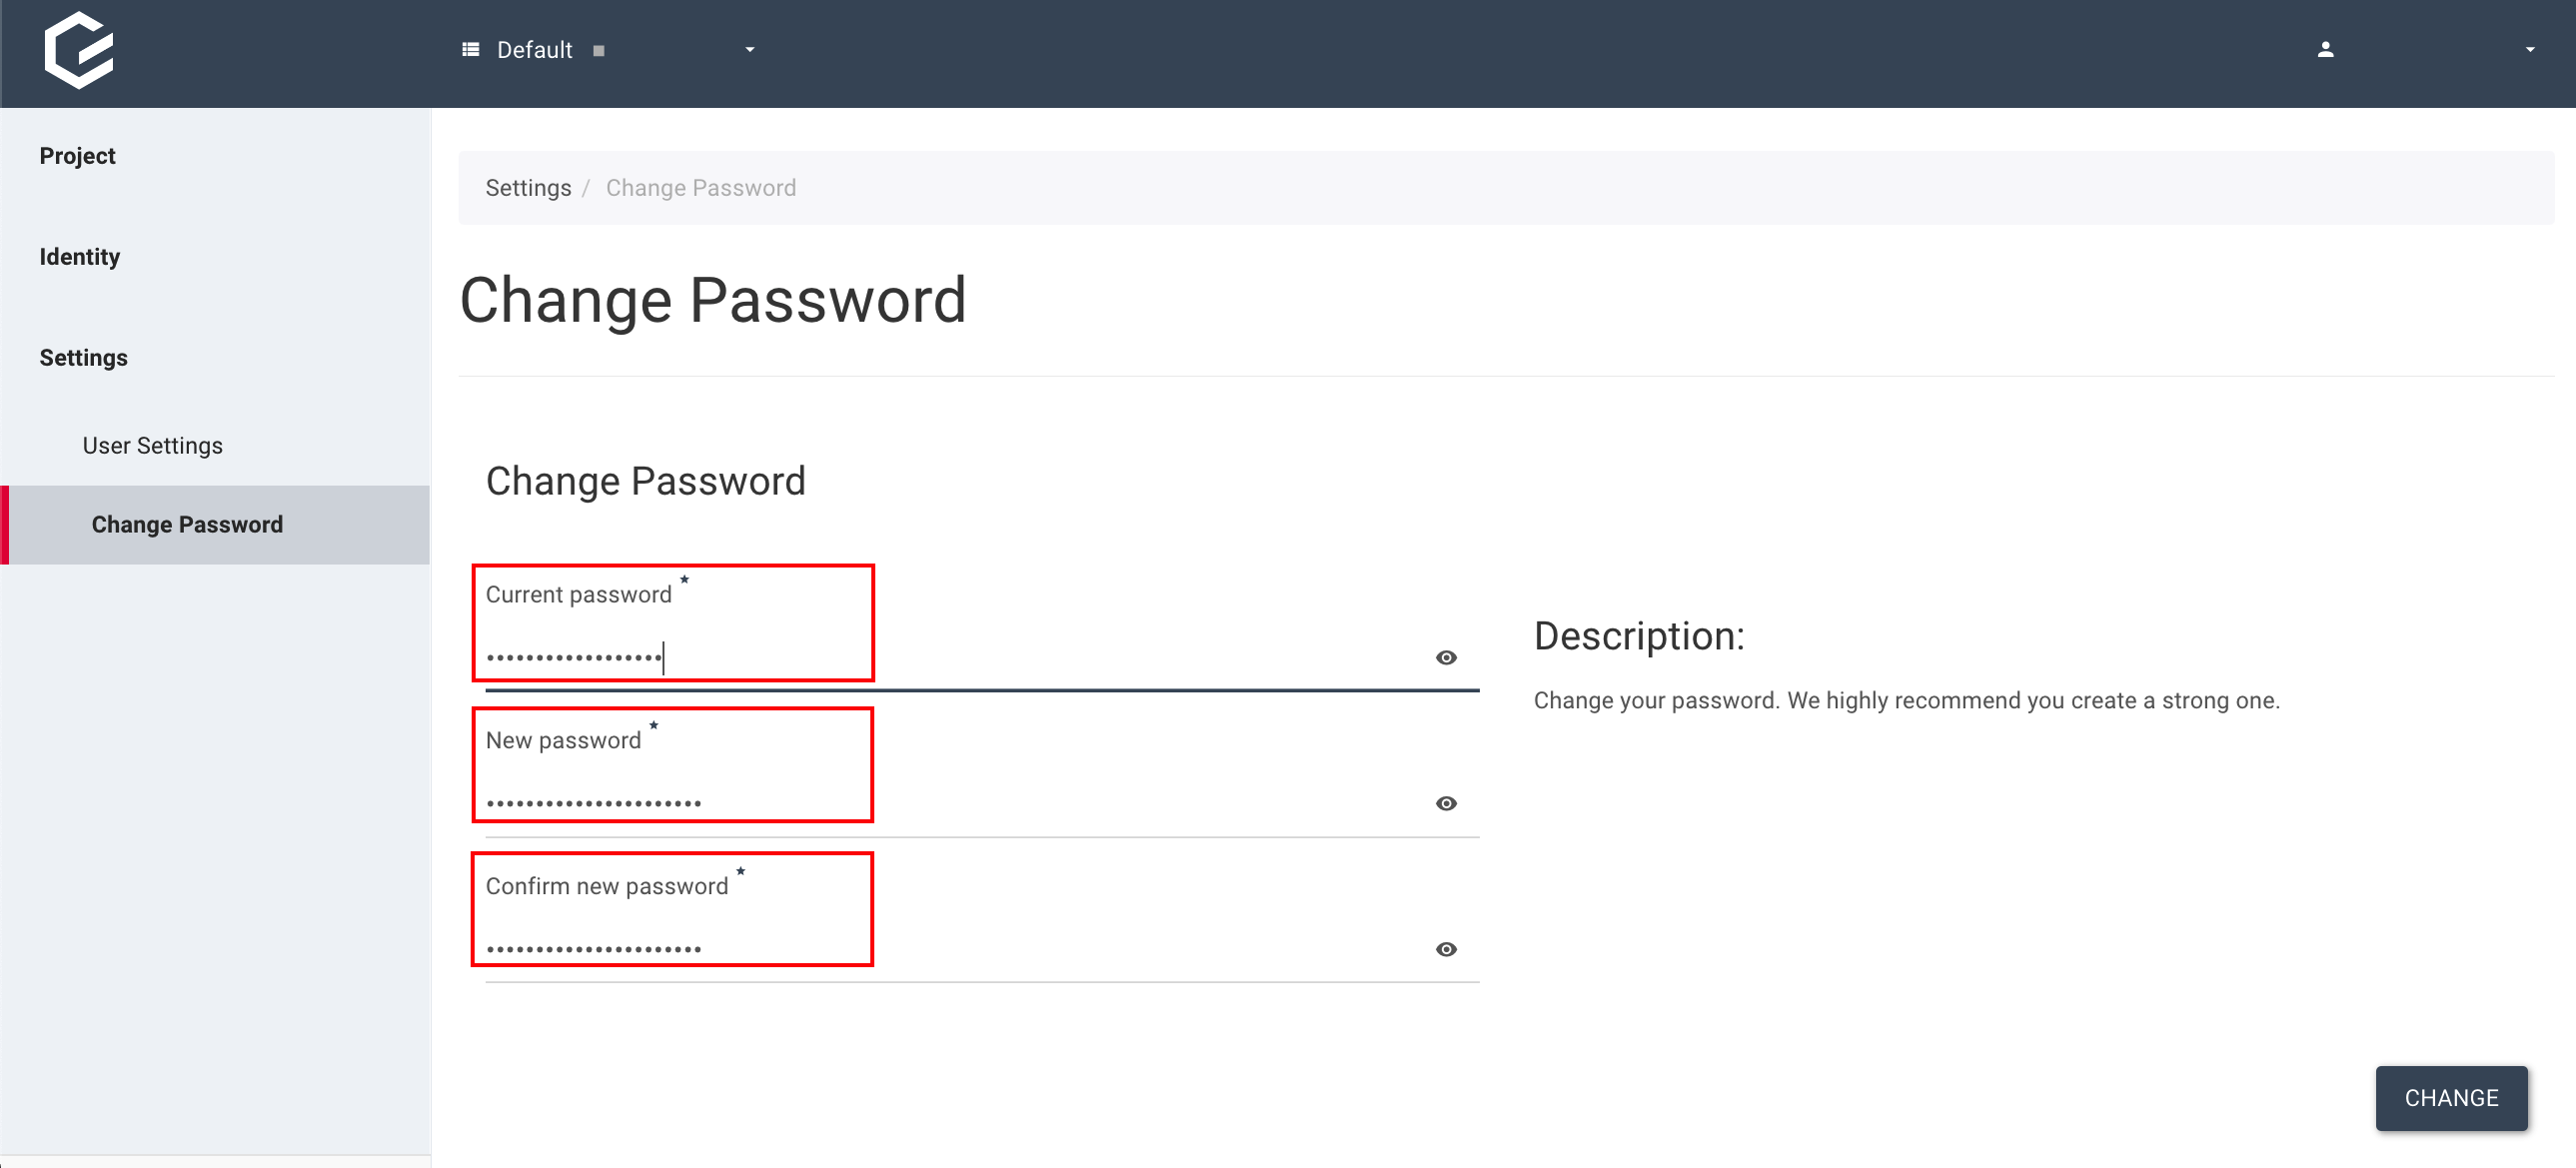 Default
Project
Identity
Settings
User Settings
Change Password
Settings / Change Password
Change Password
Change Password
Current password *
••••••••••••••••••
New password *
••••••••••••••••••••••
Confirm new password *
••••••••••••••••••••••
Description:
Change your password. We highly recommend you create a strong one.
CHANGE